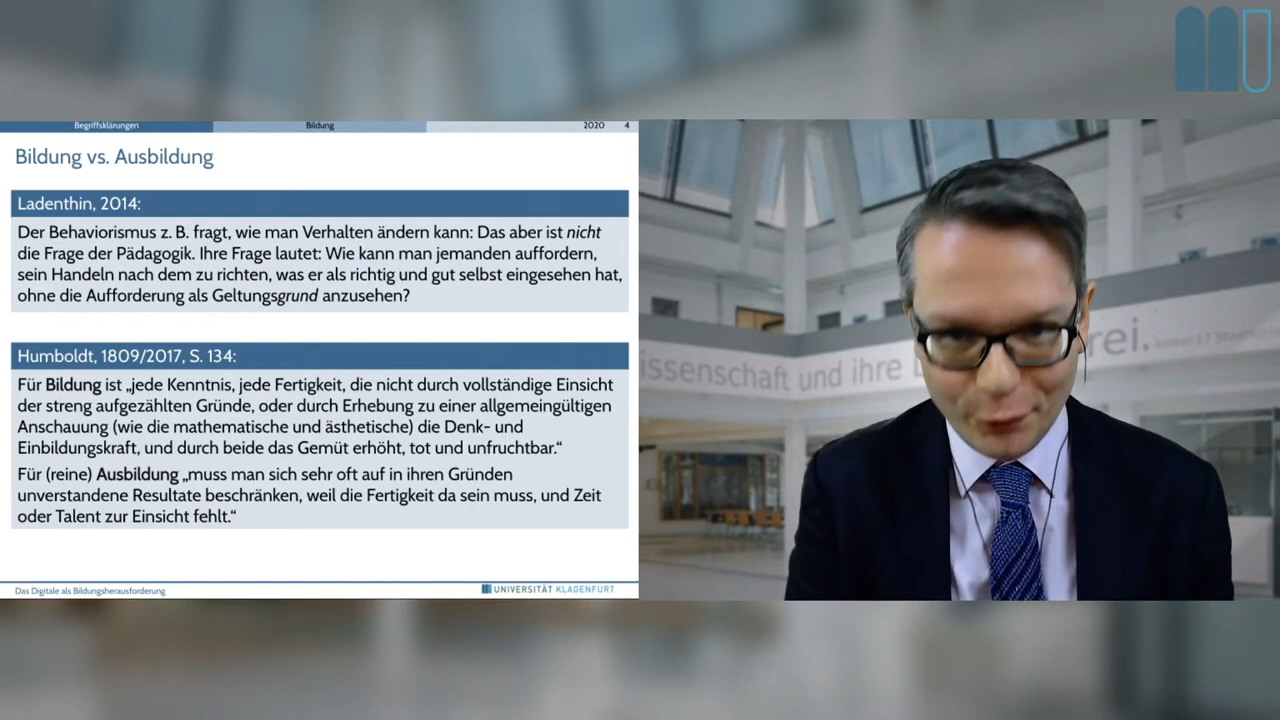 Begriffsklärungen Bildung 2020 4
Bildung vs. Ausbildung
Ladenthin, 2014:
Der Behaviorismus z. B. fragt, wie man Verhalten ändern kann: Das aber ist nicht
die Frage der Pädagogik. Ihre Frage lautet: Wie kann man jemanden auffordern,
sein Handeln nach dem zu richten, was er als richtig und gut selbst eingesehen hat,
ohne die Aufforderung als Geltungsgrund anzusehen?
Humboldt, 1809/2017, S. 134:
Für Bildung ist „jede Kenntnis, jede Fertigkeit, die nicht durch vollständige Einsicht
der streng aufgezählten Gründe, oder durch Erhebung zu einer allgemeingültigen
Anschauung (wie die mathematische und ästhetische) die Denk- und
Einbildungskraft, und durch beide das Gemüt erhöht, tot und unfruchtbar.“
Für (reine) Ausbildung „muss man sich sehr oft auf in ihren Gründen
unverstandene Resultate beschränken, weil die Fertigkeit da sein muss, und Zeit
oder Talent zur Einsicht fehlt.“
Das Digitale als Bildungsherausforderung
UNIVERSITÄT KLAGENFURT
issenschaft und ihre
rei.